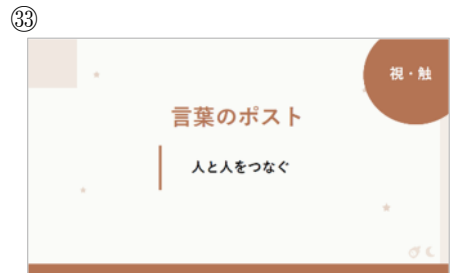 ㉝
視・触
言葉のポスト
人と人をつなぐ